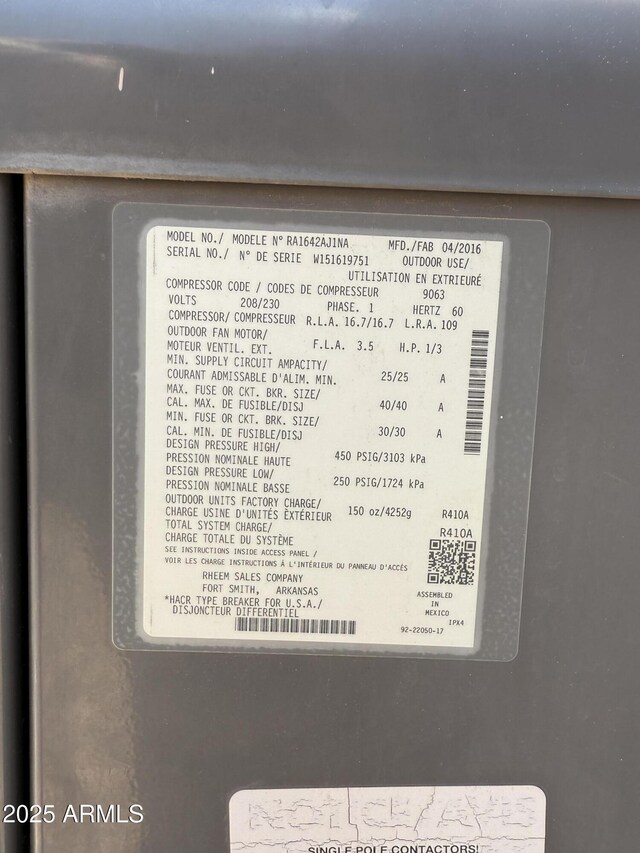 MODEL NO./ MODELE N° RA1642AJ1NA MFD./FAB 04/2016
SERIAL NO./ N° DE SERIE W151619751 OUTDOOR USE/
UTILISATION EN EXTRIEURÉ
COMPRESSOR CODE / CODES DE COMPRESSEUR 9063
VOLTS 208/230 PHASE. 1 HERTZ 60
COMPRESSOR/ COMPRESSEUR R.L.A. 16.7/16.7 L.R.A. 109
OUTDOOR FAN MOTOR/
MOTEUR VENTIL. EXT. F.L.A. 3.5 H.P. 1/3
MIN. SUPPLY CIRCUIT AMPACITY/
COURANT ADMISSABLE D'ALIM. MIN. 25/25 A
MAX. FUSE OR CKT. BKR. SIZE/
CAL. MAX. DE FUSIBLE/DISJ 40/40 A
MIN. FUSE OR CKT. BRK. SIZE/
CAL. MIN. DE FUSIBLE/DISJ 30/30 A
DESIGN PRESSURE HIGH/
PRESSION NOMINALE HAUTE 450 PSIG/3103 kPa
DESIGN PRESSURE LOW/
PRESSION NOMINALE BASSE 250 PSIG/1724 kPa
OUTDOOR UNITS FACTORY CHARGE/
CHARGE USINE D'UNITÉS EXTÉRIEUR 150 oz/4252g R410A
TOTAL SYSTEM CHARGE/ R410A
CHARGE TOTALE DU SYSTÈME
SEE INSTRUCTIONS INSIDE ACCESS PANEL /
VOIR LES CHARGE INSTRUCTIONS À L'INTÉRIEUR DU PANNEAU D'ACCÈS
RHEEM SALES COMPANY
FORT SMITH, ARKANSAS
ASSEMBLED
IN
MEXICO
*HACR TYPE BREAKER FOR U.S.A./
DISJONCTEUR DIFFERENTIEL
IPX4
92-22050-17
SINGLE POLE CONTACTORS!
2025 ARMLS